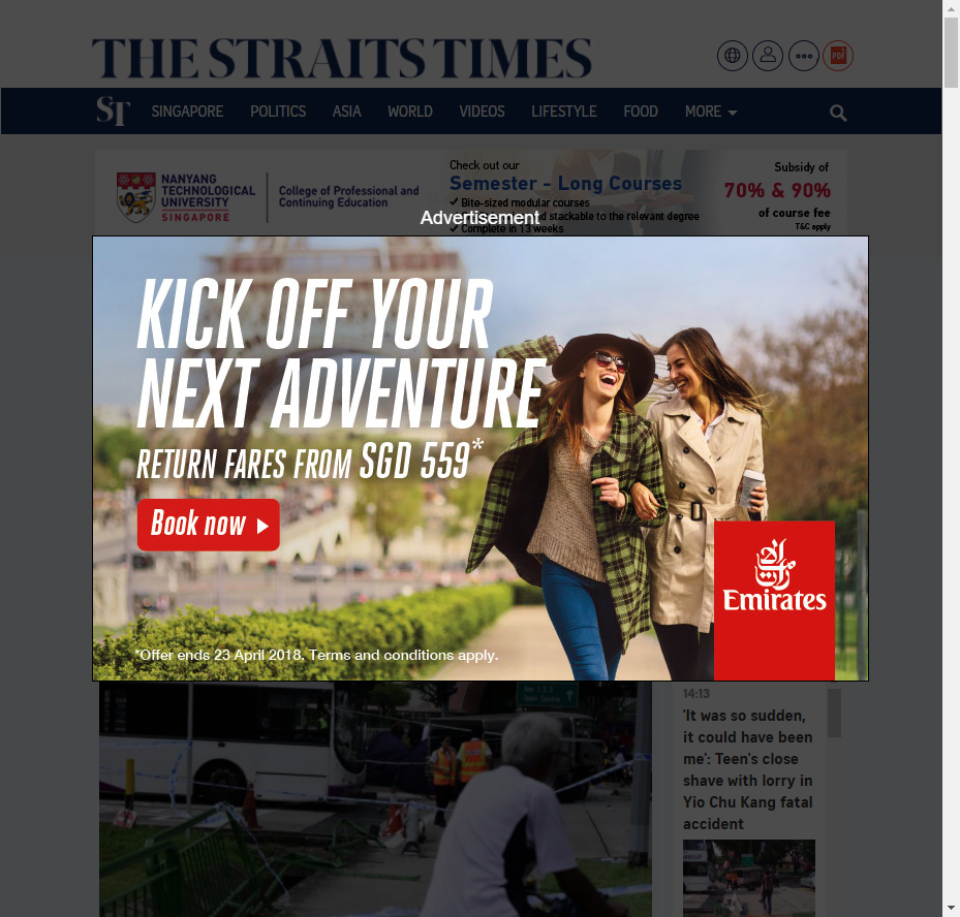 THE STRAITS TIMES
PDF
ST SINGAPORE POLITICS ASIA WORLD VIDEOS LIFESTYLE FOOD MORE
NANYANG
TECHNOLOGICAL
UNIVERSITY
SINGAPORE
College of Professional and
Continuing Education
Check out our
Semester - Long Courses
Bite-sized modular courses
d stackable to the relevant degree
Complete in 13 weeks
Subsidy of
70% & 90%
of course fee
T&C apply
Advertisement
KICK OFF YOUR
NEXT ADVENTURE
RETURN FARES FROM SGD 559*
Book now
Emirates
*Offer ends 23 April 2018. Terms and conditions apply.
14:13
'It was so sudden,
it could have been
me': Teen's close
shave with lorry in
Yio Chu Kang fatal
accident